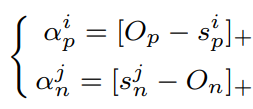 α_p^i = [O_p − s_p^i]_+
α_n^j = [s_n^j − O_n]_+